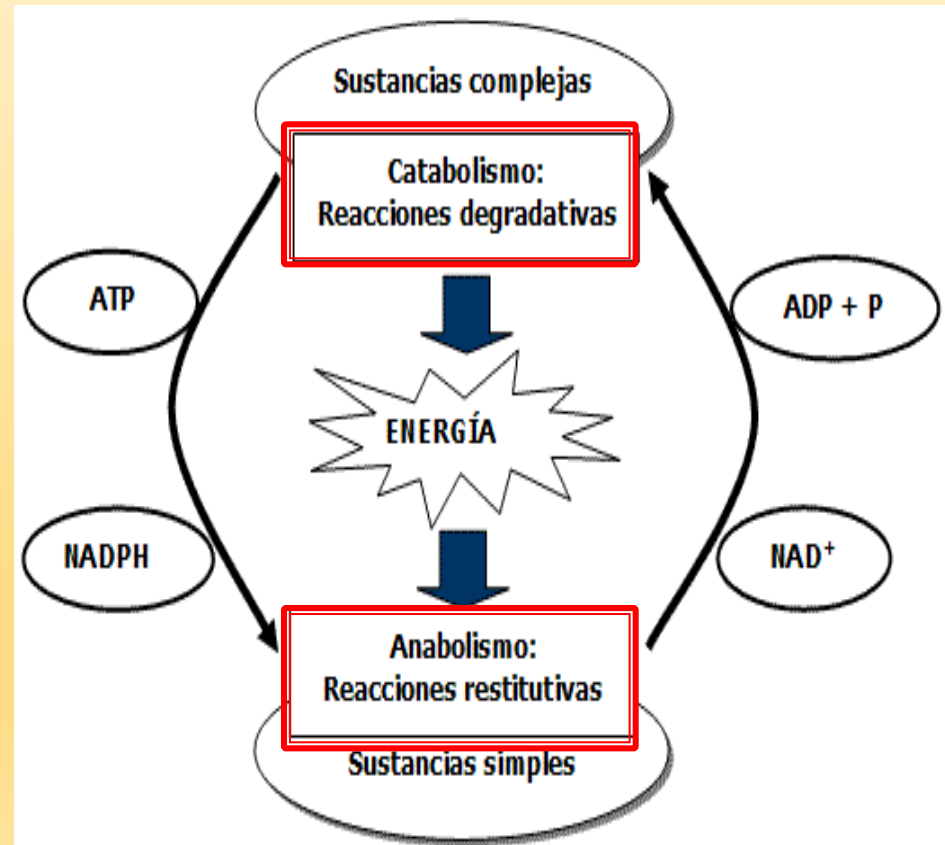 Sustancias complejas
Catabolismo:
Reacciones degradativas
ATP
ADP + P
ENERGÍA
NADPH
NAD⁺
Anabolismo:
Reacciones restitutivas
Sustancias simples